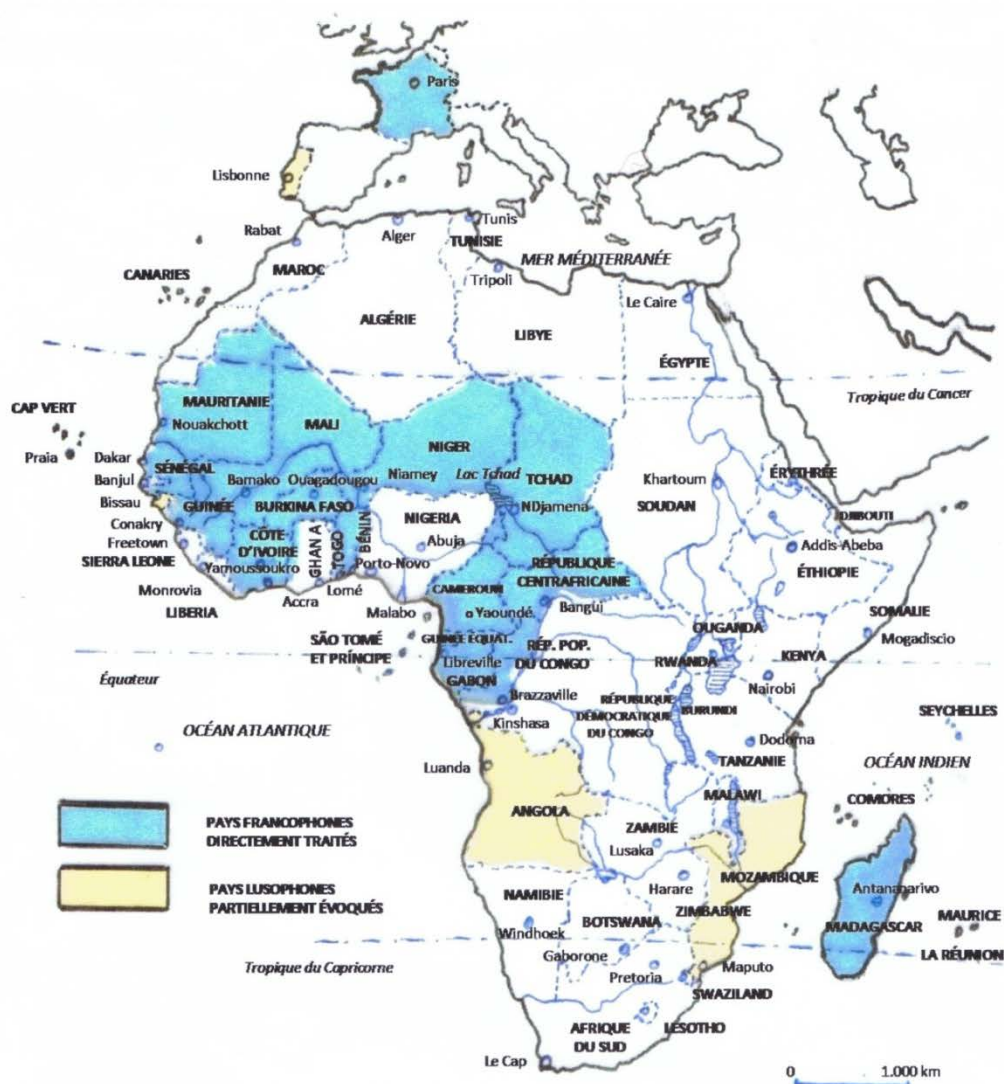 Paris
Lisbonne
Rabat
Alger
Tunis
TUNISIE
MER MÉDITERRANÉE
MAROC
Tripoli
CANARIES
Le Caire
ALGÉRIE
LIBYE
ÉGYPTE
Tropique du Cancer
MAURITANIE
CAP VERT
Nouakchott
MALI
NIGER
Praia
Dakar
SÉNÉGAL
Banjul
Bamako
Ouagadougou
Niamey
Lac Tchad
TCHAD
Khartoum
ÉRYTHRÉE
Bissau
GUINÉE
BURKINA FASO
NDjamena
SOUDAN
DJIBOUTI
Conakry
NIGERIA
BÉNIN
Freetown
CÔTE
D'IVOIRE
GHANA
TOGO
Abuja
Addis-Abeba
SIERRA LEONE
Yamoussoukro
Porto-Novo
RÉPUBLIQUE
CENTRAFRICAINE
ÉTHIOPIE
Monrovia
Lomé
CAMEROUN
LIBERIA
Accra
Malabo
Yaoundé.
Bangui
SOMALIE
OUGANDA
Mogadiscio
SÃO TOMÉ
ET PRÍNCIPE
GUINÉE ÉQUAT.
RÉP. POP.
DU CONGO
RWANDA
KENYA
Libreville
GABON
Équateur
Nairobi
Brazzaville
RÉPUBLIQUE
DÉMOCRATIQUE
DU CONGO
BURUNDI
SEYCHELLES
Kinshasa
OCÉAN ATLANTIQUE
Dodoma
TANZANIE
OCÉAN INDIEN
Luanda
MALAWI
COMORES
ANGOLA
PAYS FRANCOPHONES
DIRECTEMENT TRAITÉS
ZAMBIE
Lusaka
MOZAMBIQUE
PAYS LUSOPHONES
PARTIELLEMENT ÉVOQUÉS
NAMIBIE
Harare
Antananarivo
BOTSWANA
ZIMBABWE
MADAGASCAR
MAURICE
Windhoek
LA RÉUNION
Gaborone
Tropique du Capricorne
Pretoria
Maputo
SWAZILAND
AFRIQUE
DU SUD
LESOTHO
Le Cap
0 1.000 km